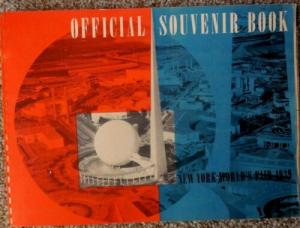 OFFICIAL SOUVENIR BOOK
NEW YORK WORLD'S FAIR 1939